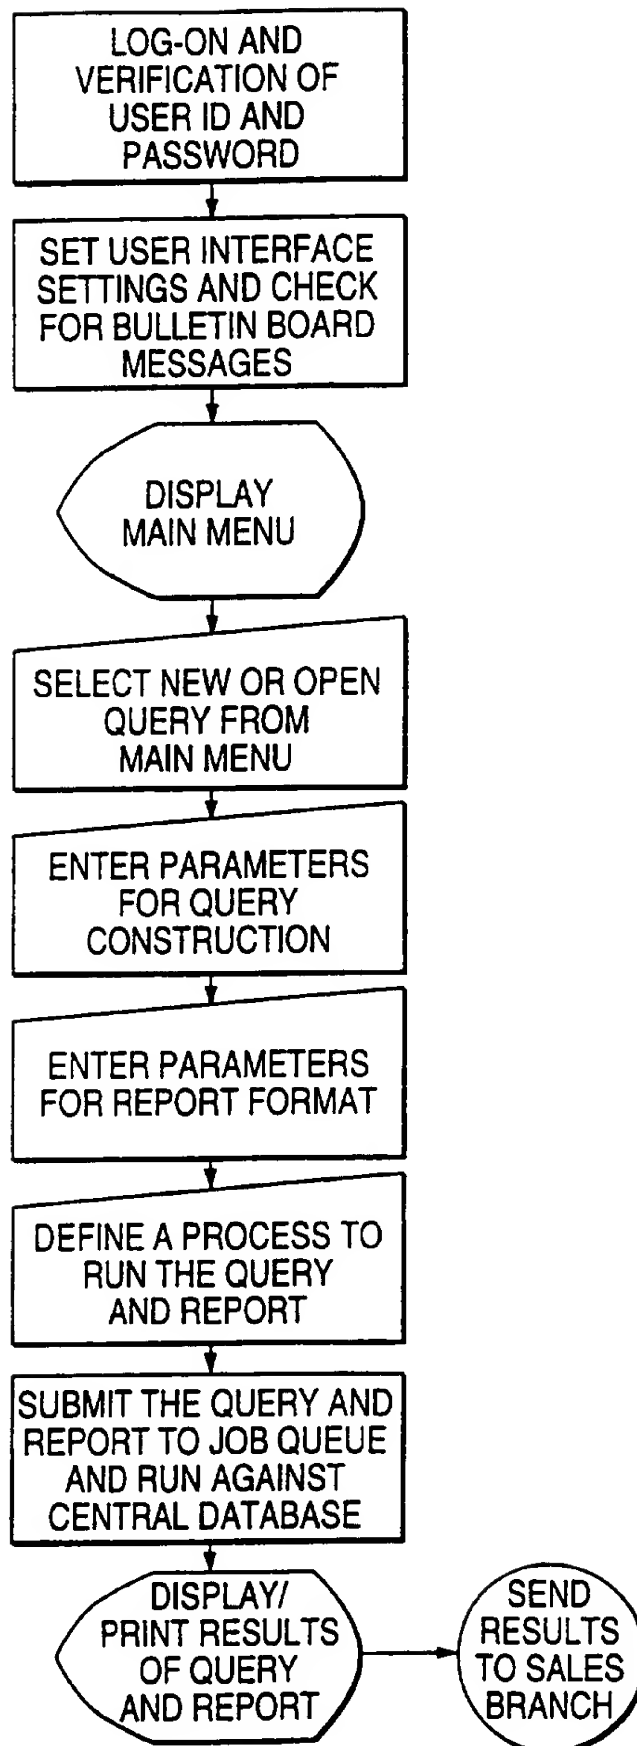 LOG-ON AND
VERIFICATION OF
USER ID AND
PASSWORD
SET USER INTERFACE
SETTINGS AND CHECK
FOR BULLETIN BOARD
MESSAGES
DISPLAY
MAIN MENU
SELECT NEW OR OPEN
QUERY FROM
MAIN MENU
ENTER PARAMETERS
FOR QUERY
CONSTRUCTION
ENTER PARAMETERS
FOR REPORT FORMAT
DEFINE A PROCESS TO
RUN THE QUERY
AND REPORT
SUBMIT THE QUERY AND
REPORT TO JOB QUEUE
AND RUN AGAINST
CENTRAL DATABASE
DISPLAY/
PRINT RESULTS
OF QUERY
AND REPORT
SEND
RESULTS
TO SALES
BRANCH